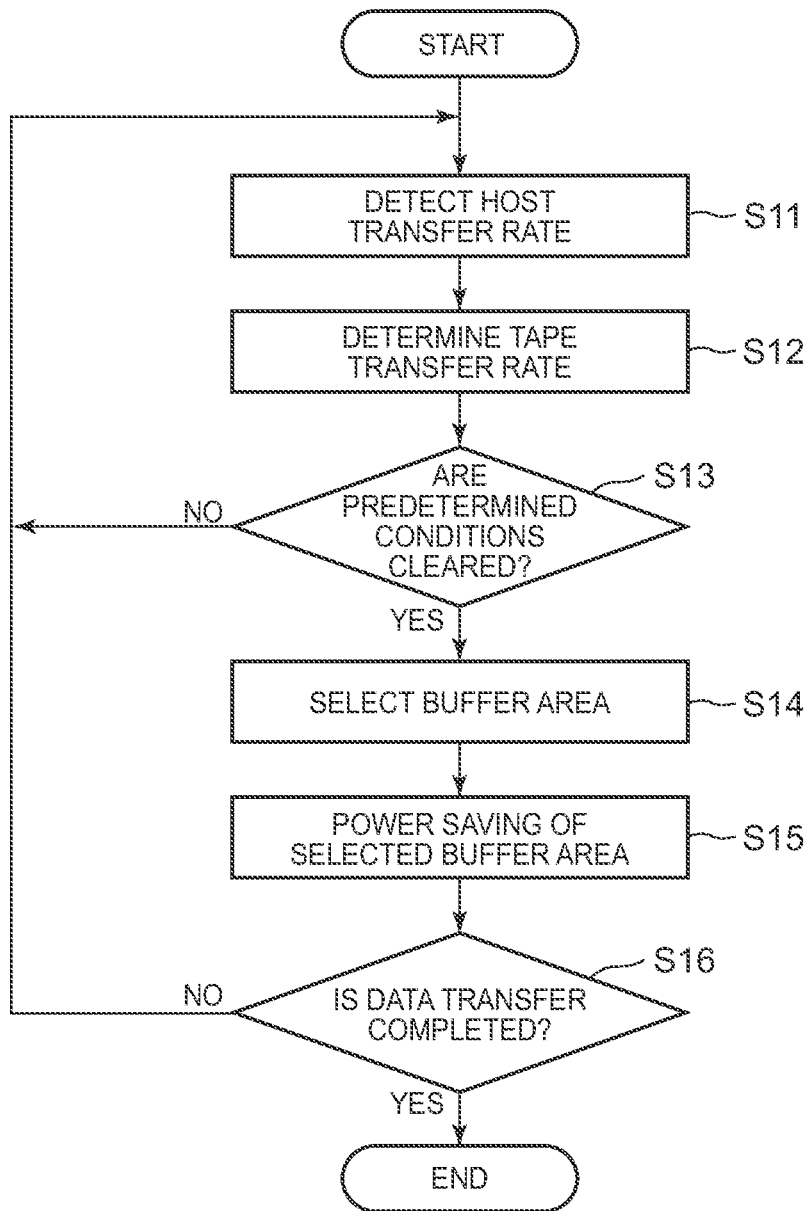 START
DETECT HOST
TRANSFER RATE
S11
DETERMINE TAPE
TRANSFER RATE
S12
ARE
PREDETERMINED
CONDITIONS
CLEARED?
S13
NO
YES
SELECT BUFFER AREA
S14
POWER SAVING OF
SELECTED BUFFER AREA
S15
IS DATA TRANSFER
COMPLETED?
S16
NO
YES
END